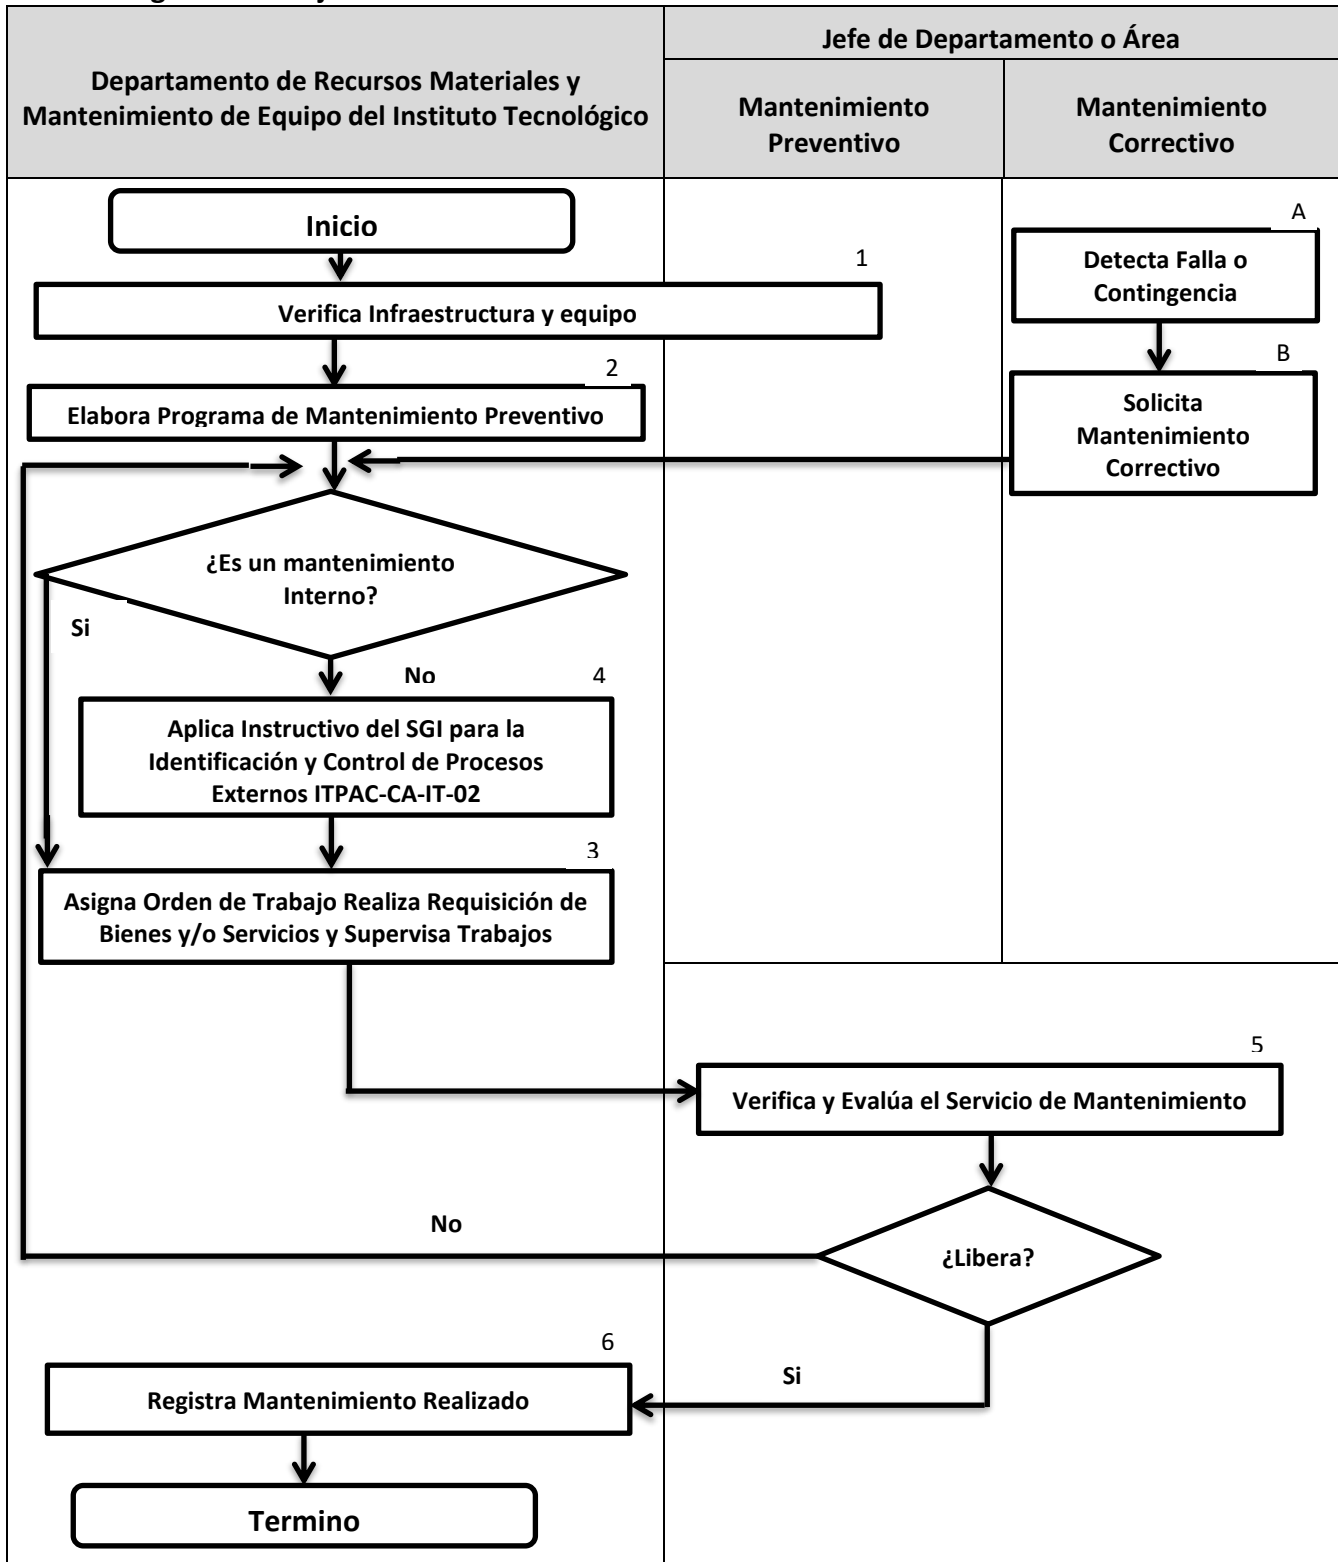 Jefe de Departamento o Área
Departamento de Recursos Materiales y
Mantenimiento de Equipo del Instituto Tecnológico
Mantenimiento
Preventivo
Mantenimiento
Correctivo
Inicio
A
Detecta Falla o
Contingencia
1
Verifica Infraestructura y equipo
B
Solicita
Mantenimiento
Correctivo
2
Elabora Programa de Mantenimiento Preventivo
¿Es un mantenimiento
Interno?
Si
No
4
Aplica Instructivo del SGI para la
Identificación y Control de Procesos
Externos ITPAC-CA-IT-02
3
Asigna Orden de Trabajo Realiza Requisición de
Bienes y/o Servicios y Supervisa Trabajos
5
Verifica y Evalúa el Servicio de Mantenimiento
No
¿Libera?
6
Si
Registra Mantenimiento Realizado
Termino